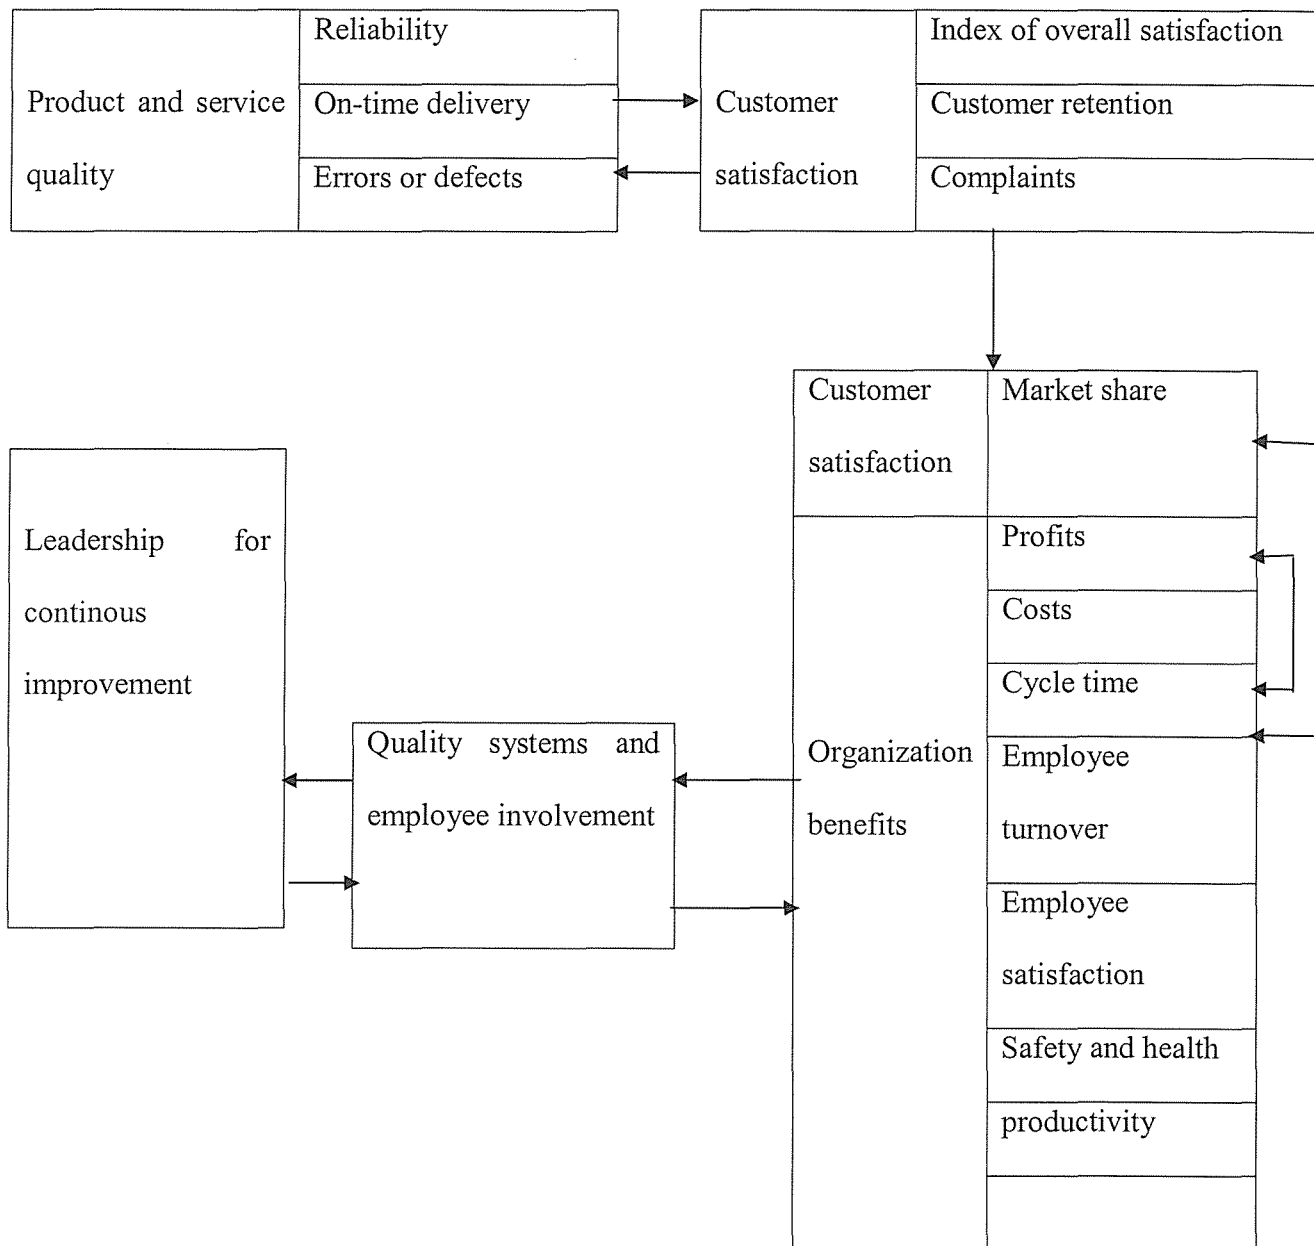 Reliability
Product and service
quality
On-time delivery
Errors or defects
Customer
satisfaction
Index of overall satisfaction
Customer retention
Complaints
Customer
satisfaction
Market share
Leadership for
continous
improvement
Quality systems and
employee involvement
Organization
benefits
Profits
Costs
Cycle time
Employee
turnover
Employee
satisfaction
Safety and health
productivity